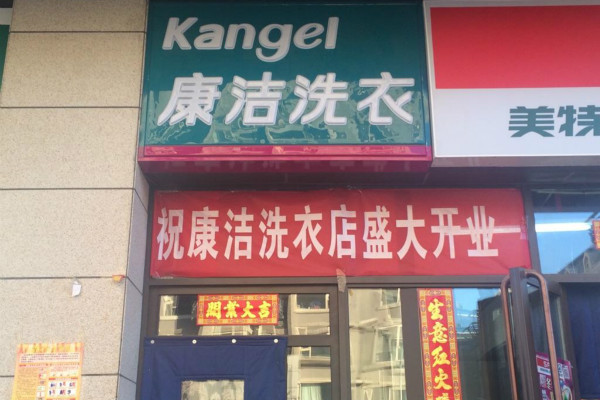 Kangel
康洁洗衣
美特
祝康洁洗衣店盛大开业
開業大吉
生意红火